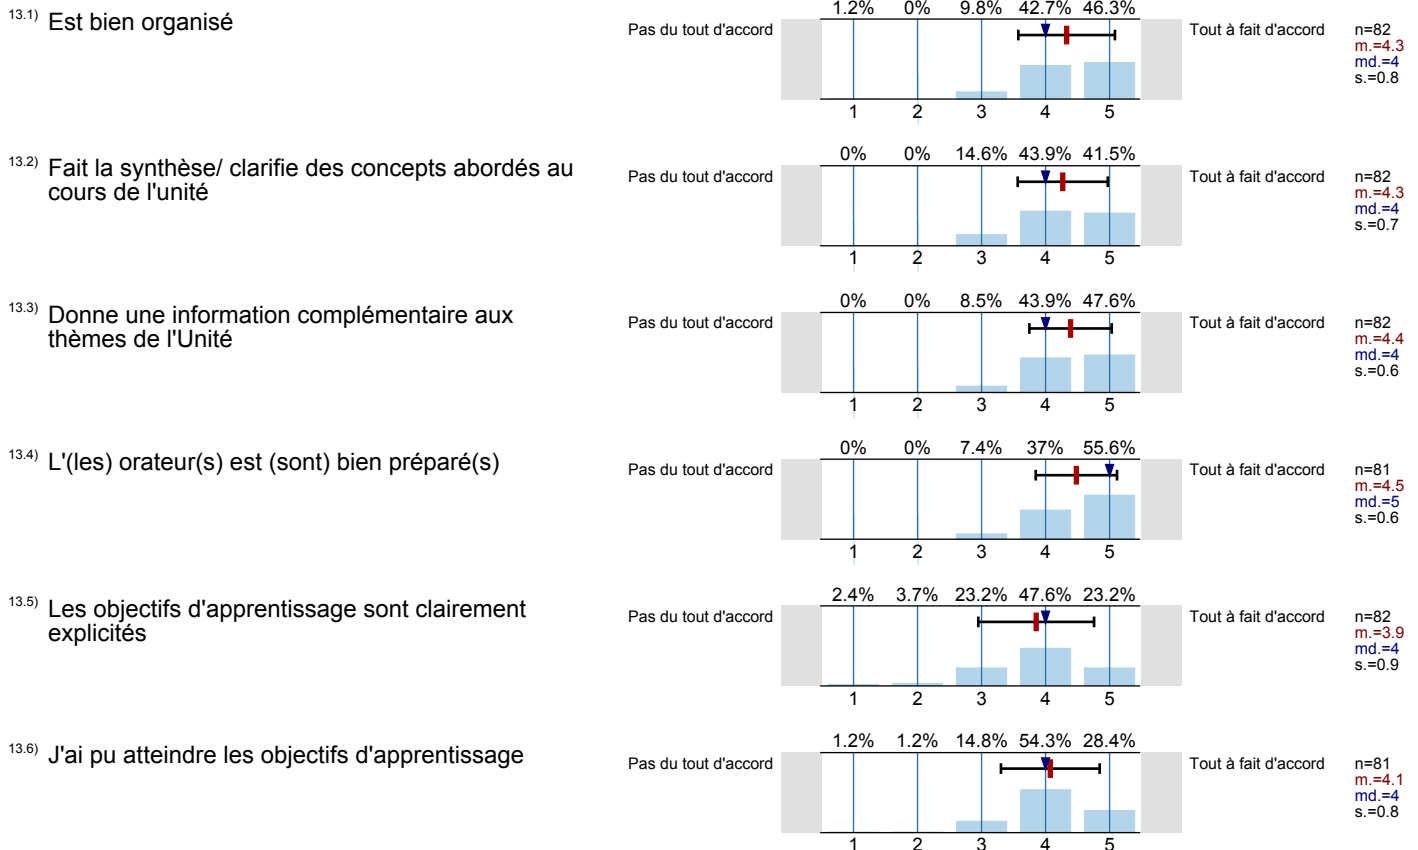 13.1) Est bien organisé
Pas du tout d'accord
1.2% 0% 9.8% 42.7% 46.3%
1 2 3 4 5
Tout à fait d'accord
n=82
m.=4.3
md.=4
s.=0.8
13.2) Fait la synthèse/ clarifie des concepts abordés au
cours de l'unité
Pas du tout d'accord
0% 0% 14.6% 43.9% 41.5%
1 2 3 4 5
Tout à fait d'accord
n=82
m.=4.3
md.=4
s.=0.7
13.3) Donne une information complémentaire aux
thèmes de l'Unité
Pas du tout d'accord
0% 0% 8.5% 43.9% 47.6%
1 2 3 4 5
Tout à fait d'accord
n=82
m.=4.4
md.=4
s.=0.6
13.4) L'(les) orateur(s) est (sont) bien préparé(s)
Pas du tout d'accord
0% 0% 7.4% 37% 55.6%
1 2 3 4 5
Tout à fait d'accord
n=81
m.=4.5
md.=5
s.=0.6
13.5) Les objectifs d'apprentissage sont clairement
explicités
Pas du tout d'accord
2.4% 3.7% 23.2% 47.6% 23.2%
1 2 3 4 5
Tout à fait d'accord
n=82
m.=3.9
md.=4
s.=0.9
13.6) J'ai pu atteindre les objectifs d'apprentissage
Pas du tout d'accord
1.2% 1.2% 14.8% 54.3% 28.4%
1 2 3 4 5
Tout à fait d'accord
n=81
m.=4.1
md.=4
s.=0.8